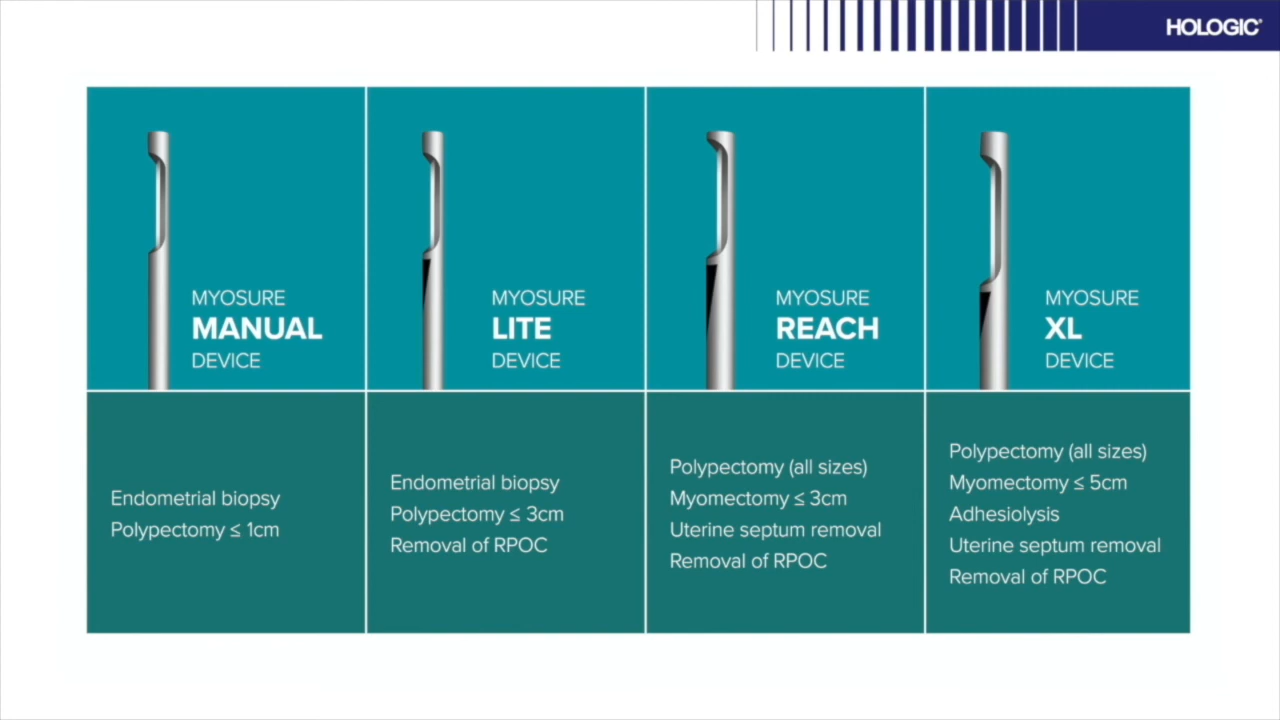 HOLOGIC®
MYOSURE
MANUAL
DEVICE
MYOSURE
LITE
DEVICE
MYOSURE
REACH
DEVICE
MYOSURE
XL
DEVICE
Endometrial biopsy
Polypectomy ≤ 1cm
Endometrial biopsy
Polypectomy ≤ 3cm
Removal of RPOC
Polypectomy (all sizes)
Myomectomy ≤ 3cm
Uterine septum removal
Removal of RPOC
Polypectomy (all sizes)
Myomectomy ≤ 5cm
Adhesiolysis
Uterine septum removal
Removal of RPOC